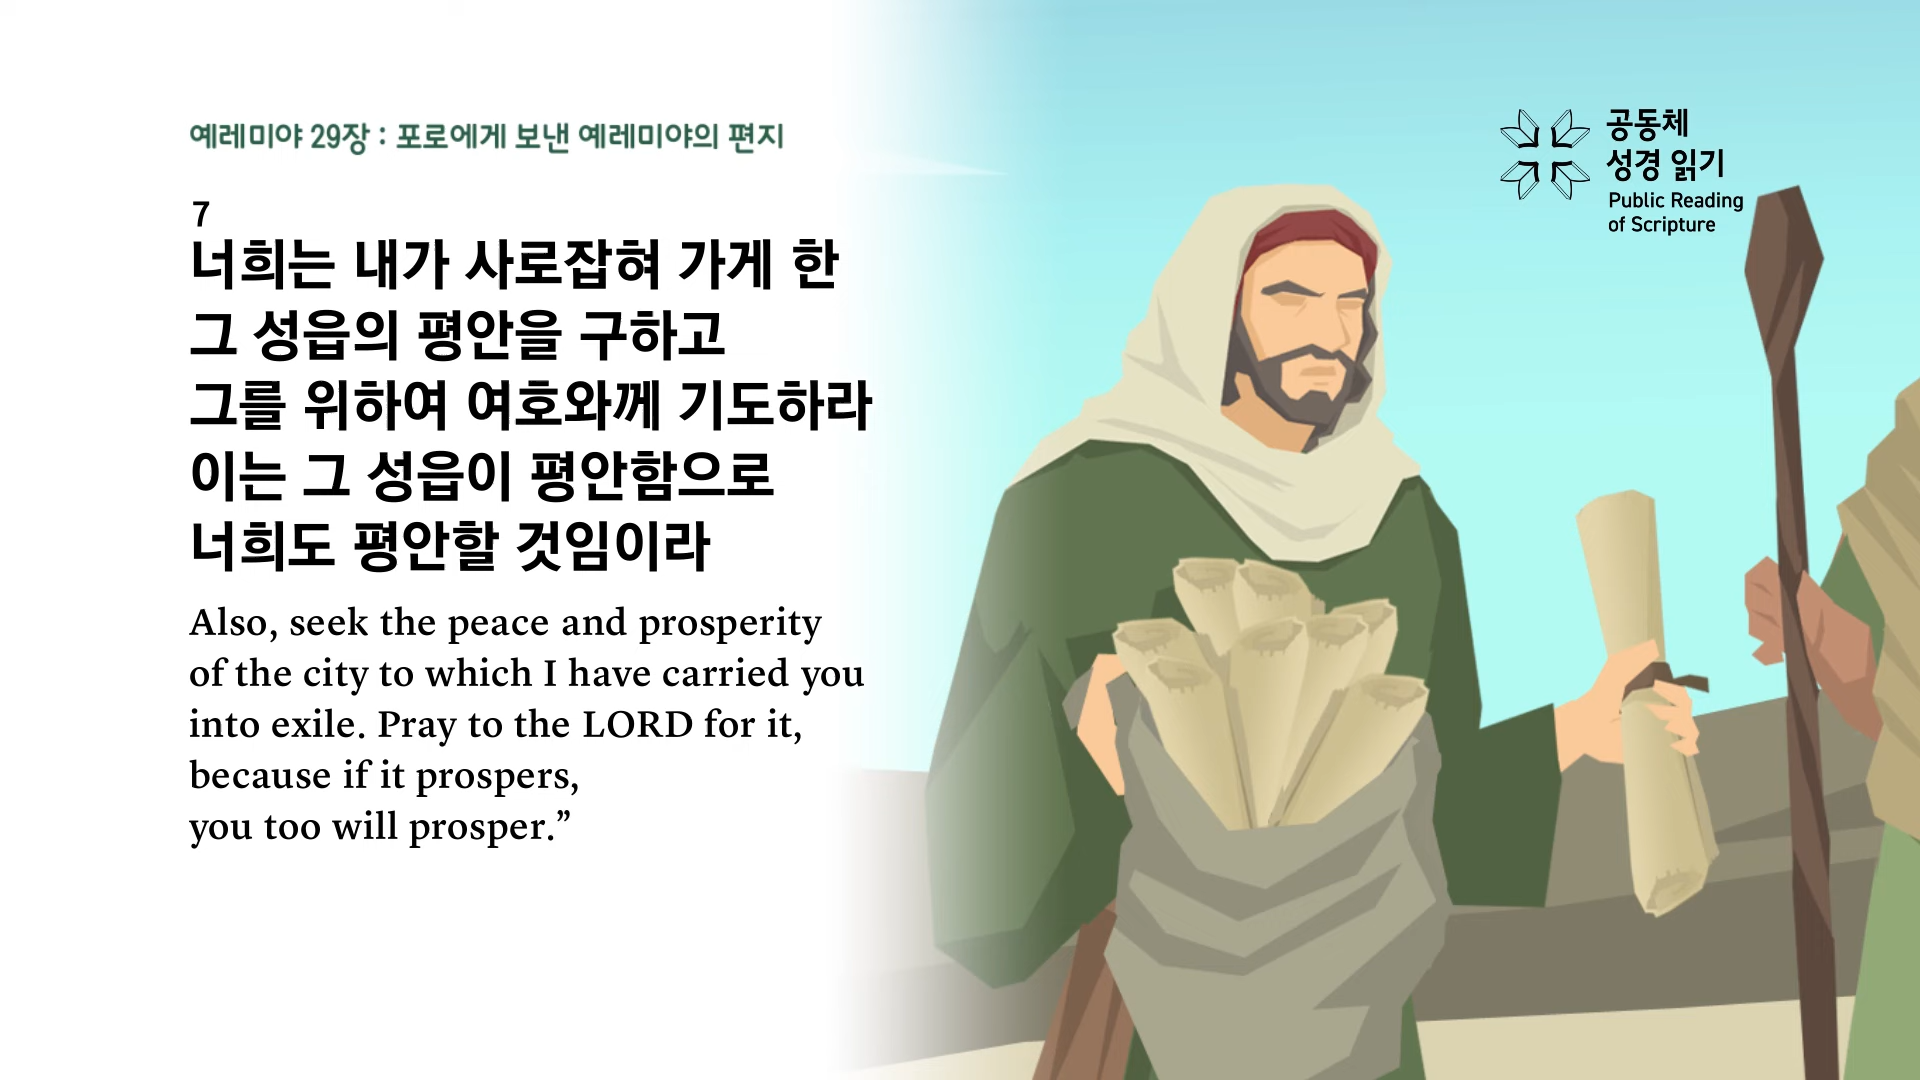 예레미야 29장 : 포로에게 보낸 예레미야의 편지
7
너희는 내가 사로잡혀 가게 한
그 성읍의 평안을 구하고
그를 위하여 여호와께 기도하라
이는 그 성읍이 평안함으로
너희도 평안할 것임이라
Also, seek the peace and prosperity
of the city to which I have carried you
into exile. Pray to the LORD for it,
because if it prospers,
you too will prosper.”
공동체
성경 읽기
Public Reading
of Scripture